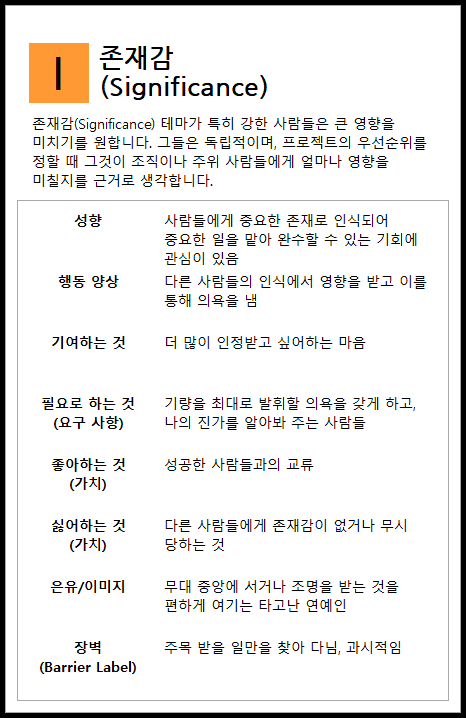 I
존재감
(Significance)
존재감(Significance) 테마가 특히 강한 사람들은 큰 영향을
미치기를 원합니다. 그들은 독립적이며, 프로젝트의 우선순위를
정할 때 그것이 조직이나 주위 사람들에게 얼마나 영향을
미칠지를 근거로 생각합니다.
성향
사람들에게 중요한 존재로 인식되어
중요한 일을 맡아 완수할 수 있는 기회에
관심이 있음
행동 양상
다른 사람들의 인식에서 영향을 받고 이를
통해 의욕을 냄
기여하는 것
더 많이 인정받고 싶어하는 마음
필요로 하는 것
(요구 사항)
기량을 최대로 발휘할 의욕을 갖게 하고,
나의 진가를 알아봐 주는 사람들
좋아하는 것
(가치)
성공한 사람들과의 교류
싫어하는 것
(가치)
다른 사람들에게 존재감이 없거나 무시
당하는 것
은유/이미지
무대 중앙에 서거나 조명을 받는 것을
편하게 여기는 타고난 연예인
장벽
(Barrier Label)
주목 받을 일만을 찾아 다님, 과시적임